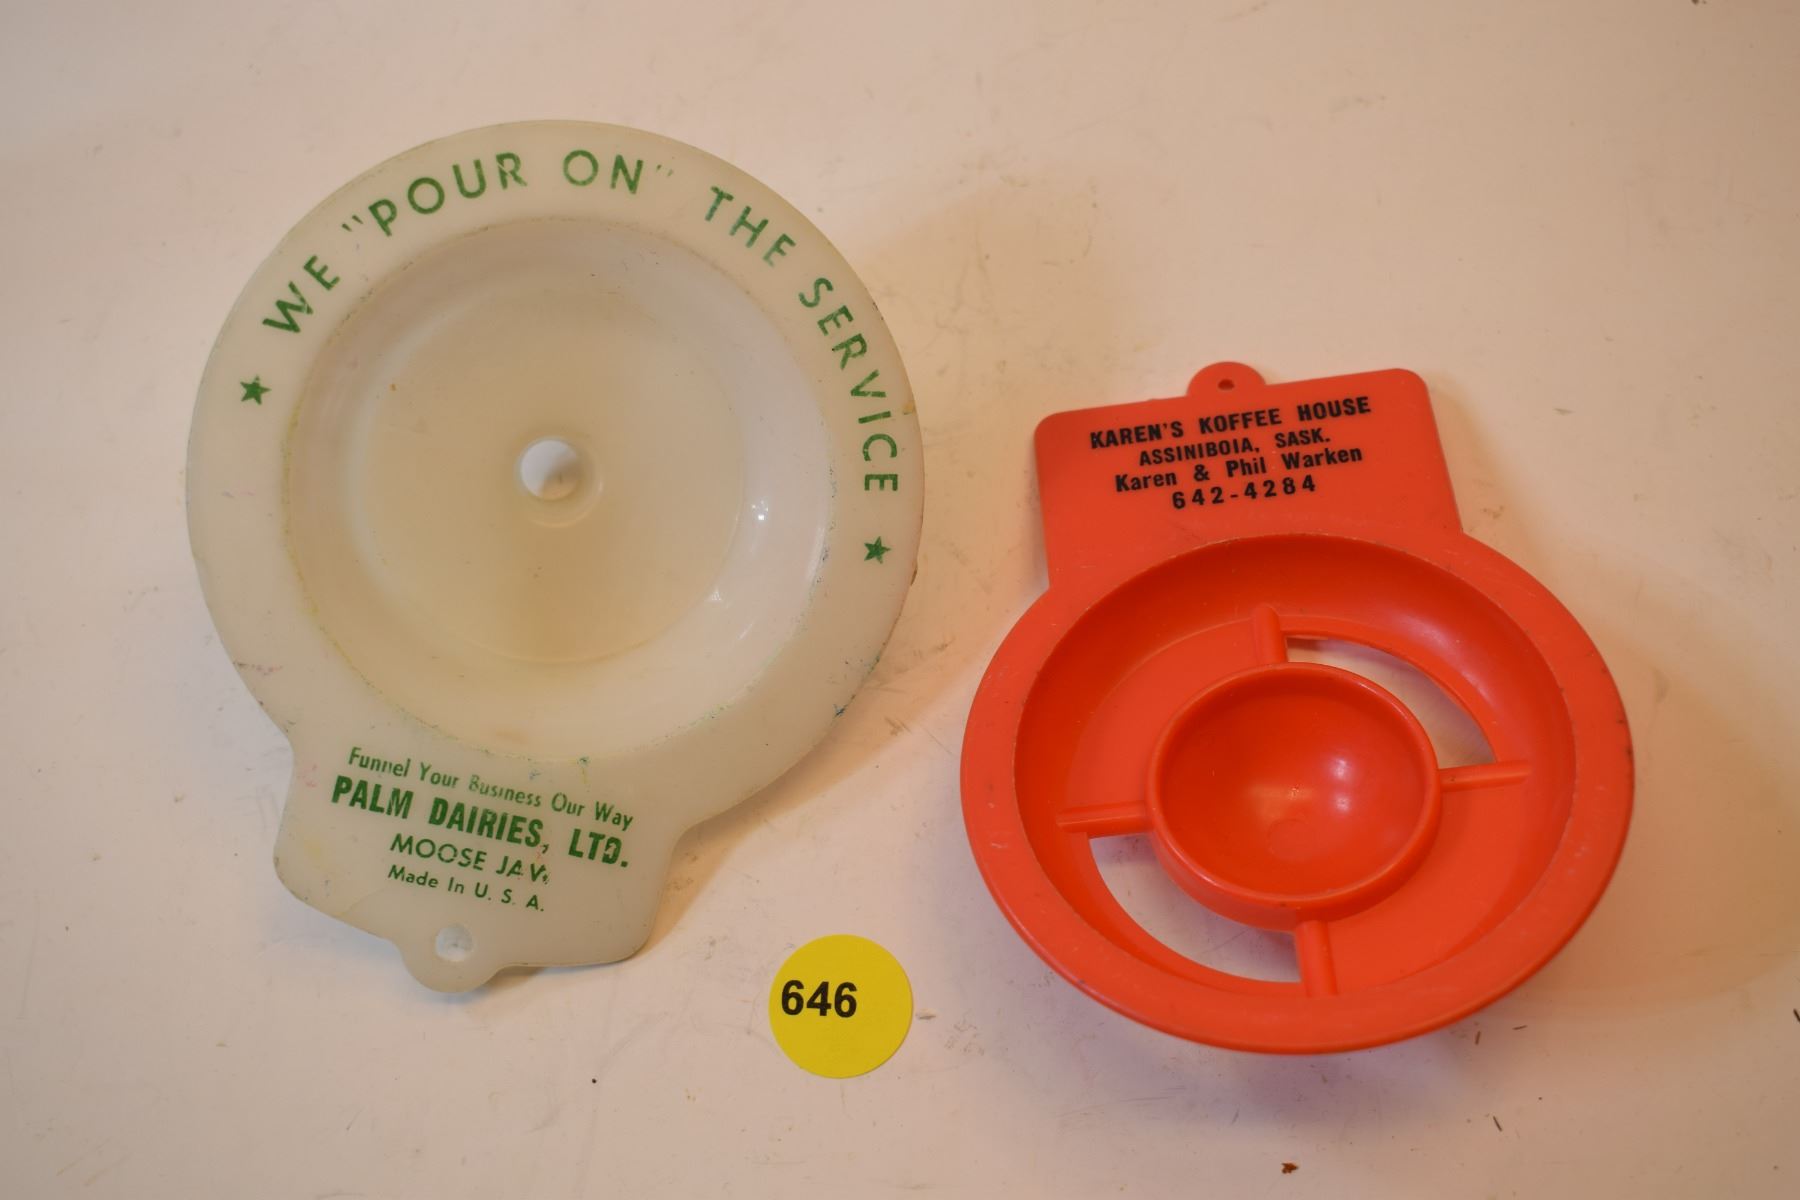 ★ WE "POUR ON" THE SERVICE ★
Funnel Your Business Our Way
PALM DAIRIES, LTD.
MOOSE JAW,
Made In U. S. A.
KAREN'S KOFFEE HOUSE
ASSINIBOIA, SASK.
Karen & Phil Warken
642-4284
646